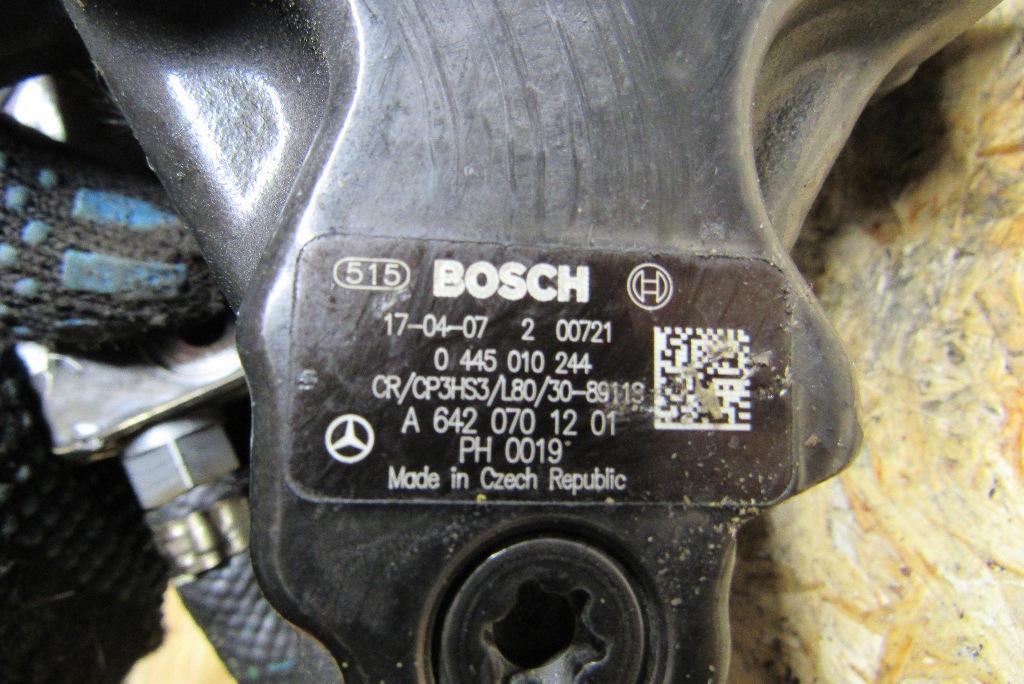 515 BOSCH
17-04-07 2 00721
0 445 010 244
CR/CP3HS3/L80/30-8911S
A 642 070 12 01
PH 0019
Made in Czech Republic